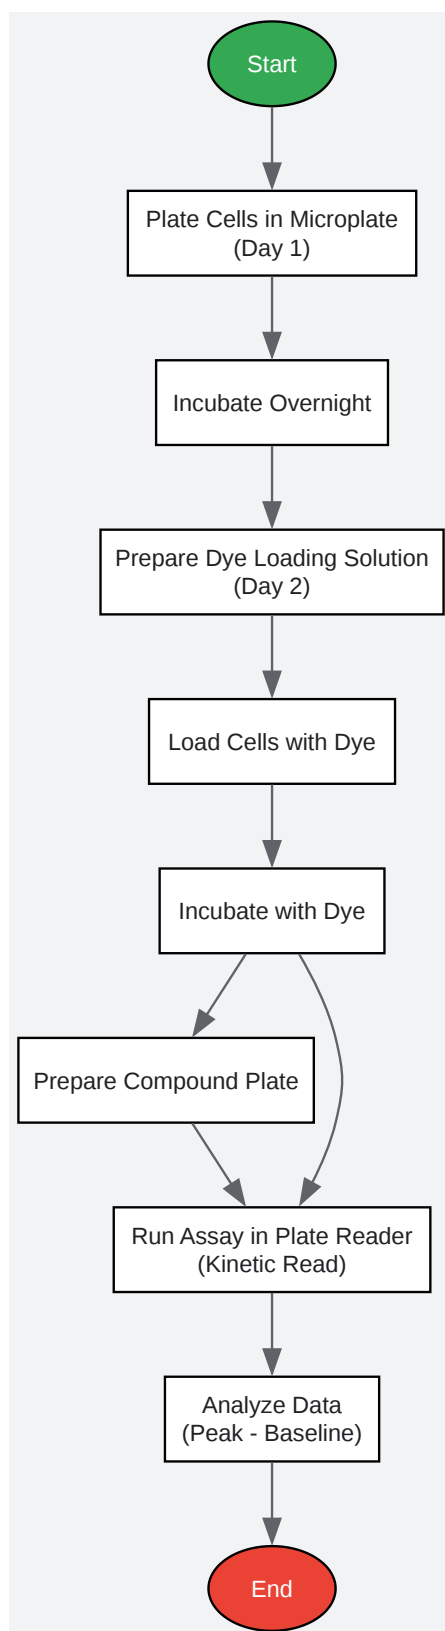 Start
Plate Cells in Microplate
(Day 1)
Incubate Overnight
Prepare Dye Loading Solution
(Day 2)
Load Cells with Dye
Incubate with Dye
Prepare Compound Plate
Run Assay in Plate Reader
(Kinetic Read)
Analyze Data
(Peak - Baseline)
End